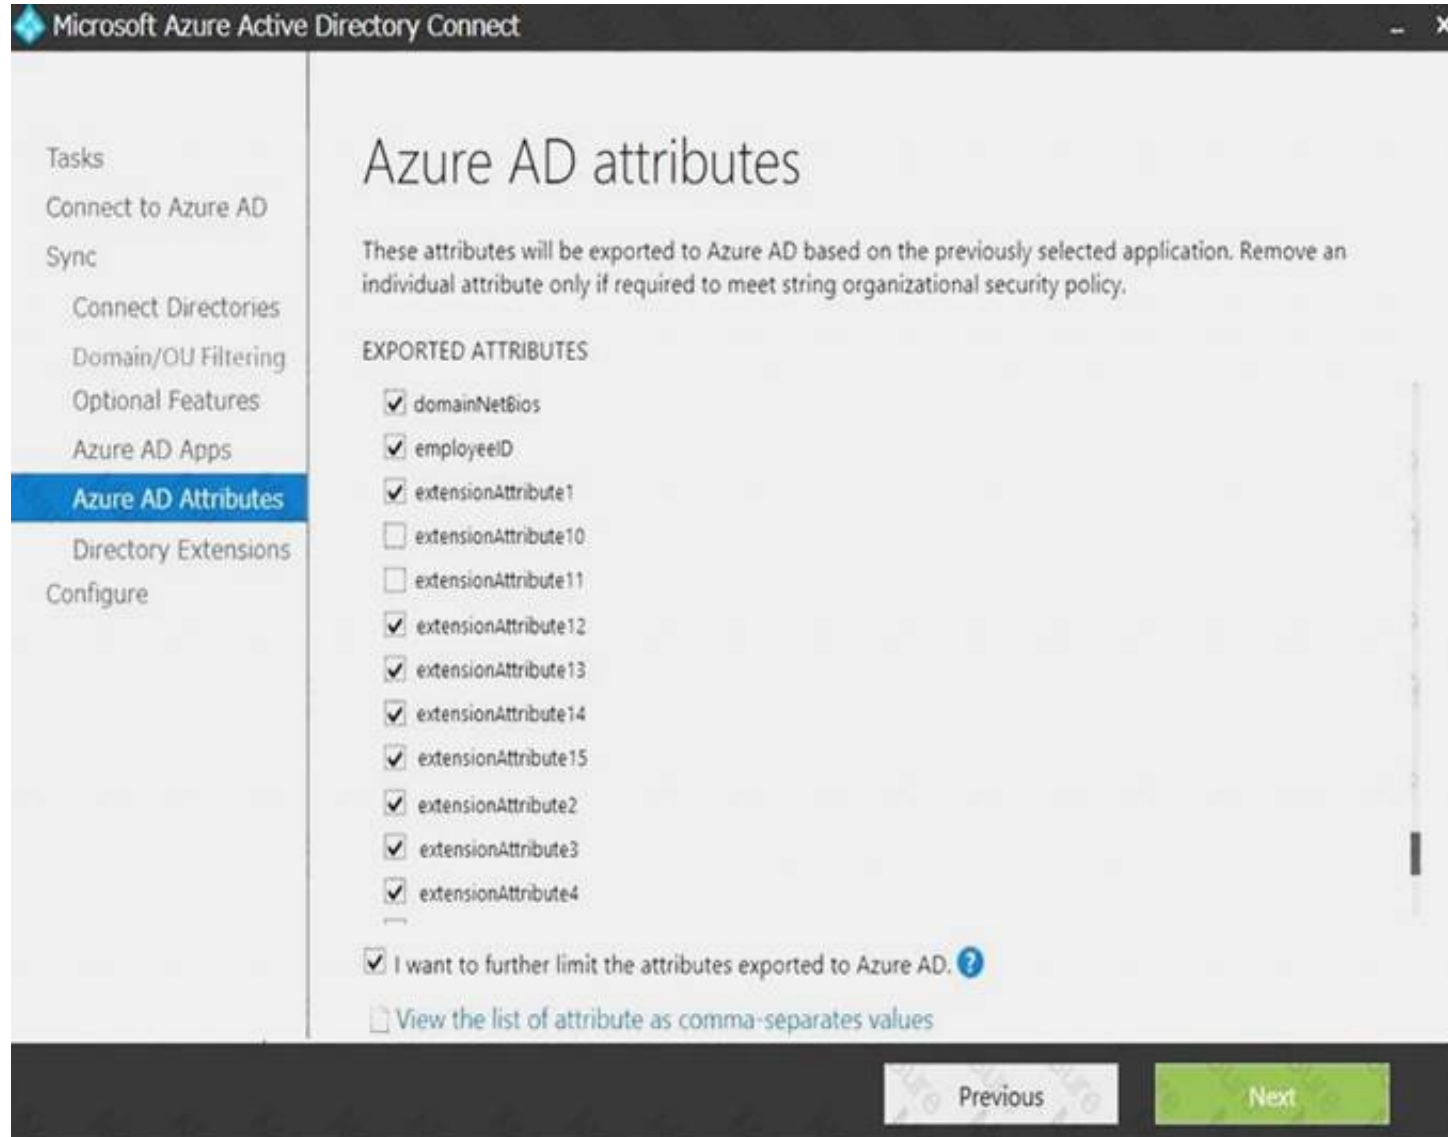 Microsoft Azure Active Directory Connect
Tasks
Connect to Azure AD
Sync
Connect Directories
Domain/OU Filtering
Optional Features
Azure AD Apps
Azure AD Attributes
Directory Extensions
Configure
Azure AD attributes
These attributes will be exported to Azure AD based on the previously selected application. Remove an
individual attribute only if required to meet string organizational security policy.
EXPORTED ATTRIBUTES
domainNetBios
employeeID
extensionAttribute1
extensionAttribute10
extensionAttribute11
extensionAttribute12
extensionAttribute13
extensionAttribute14
extensionAttribute15
extensionAttribute2
extensionAttribute3
extensionAttribute4
I want to further limit the attributes exported to Azure AD. ?
View the list of attribute as comma-separates values
Previous
Next